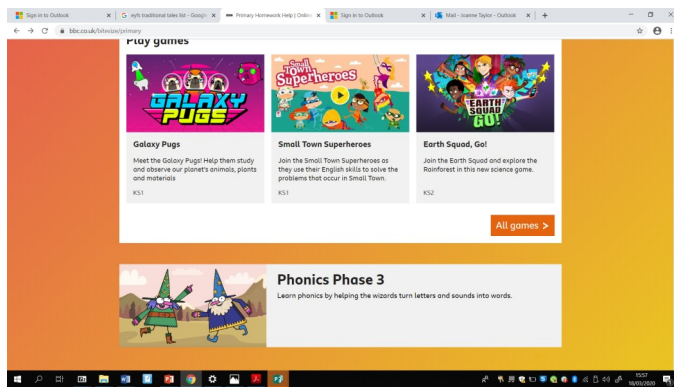 Sign in to Outlook
eyfs traditional tales list - Google
Primary Homework Help | Online
Sign in to Outlook
Mail - Joanne Taylor - Outlook
bbc.co.uk/bitesize/primary
Play games
GALAXY PUGS
Small Town Superheroes
EARTH SQUAD GO!
Galaxy Pugs
Small Town Superheroes
Earth Squad, Go!
Meet the Galaxy Pugs! Help them study
and observe our planet's animals, plants
and materials
Join the Small Town Superheroes as
they use their English skills to solve the
problems that occur in Small Town.
Join the Earth Squad and explore the
Rainforest in this new science game.
KS1
KS1
KS2
All games
Phonics Phase 3
Learn phonics by helping the wizards turn
letters and sounds into words.
15:57
18/03/2020